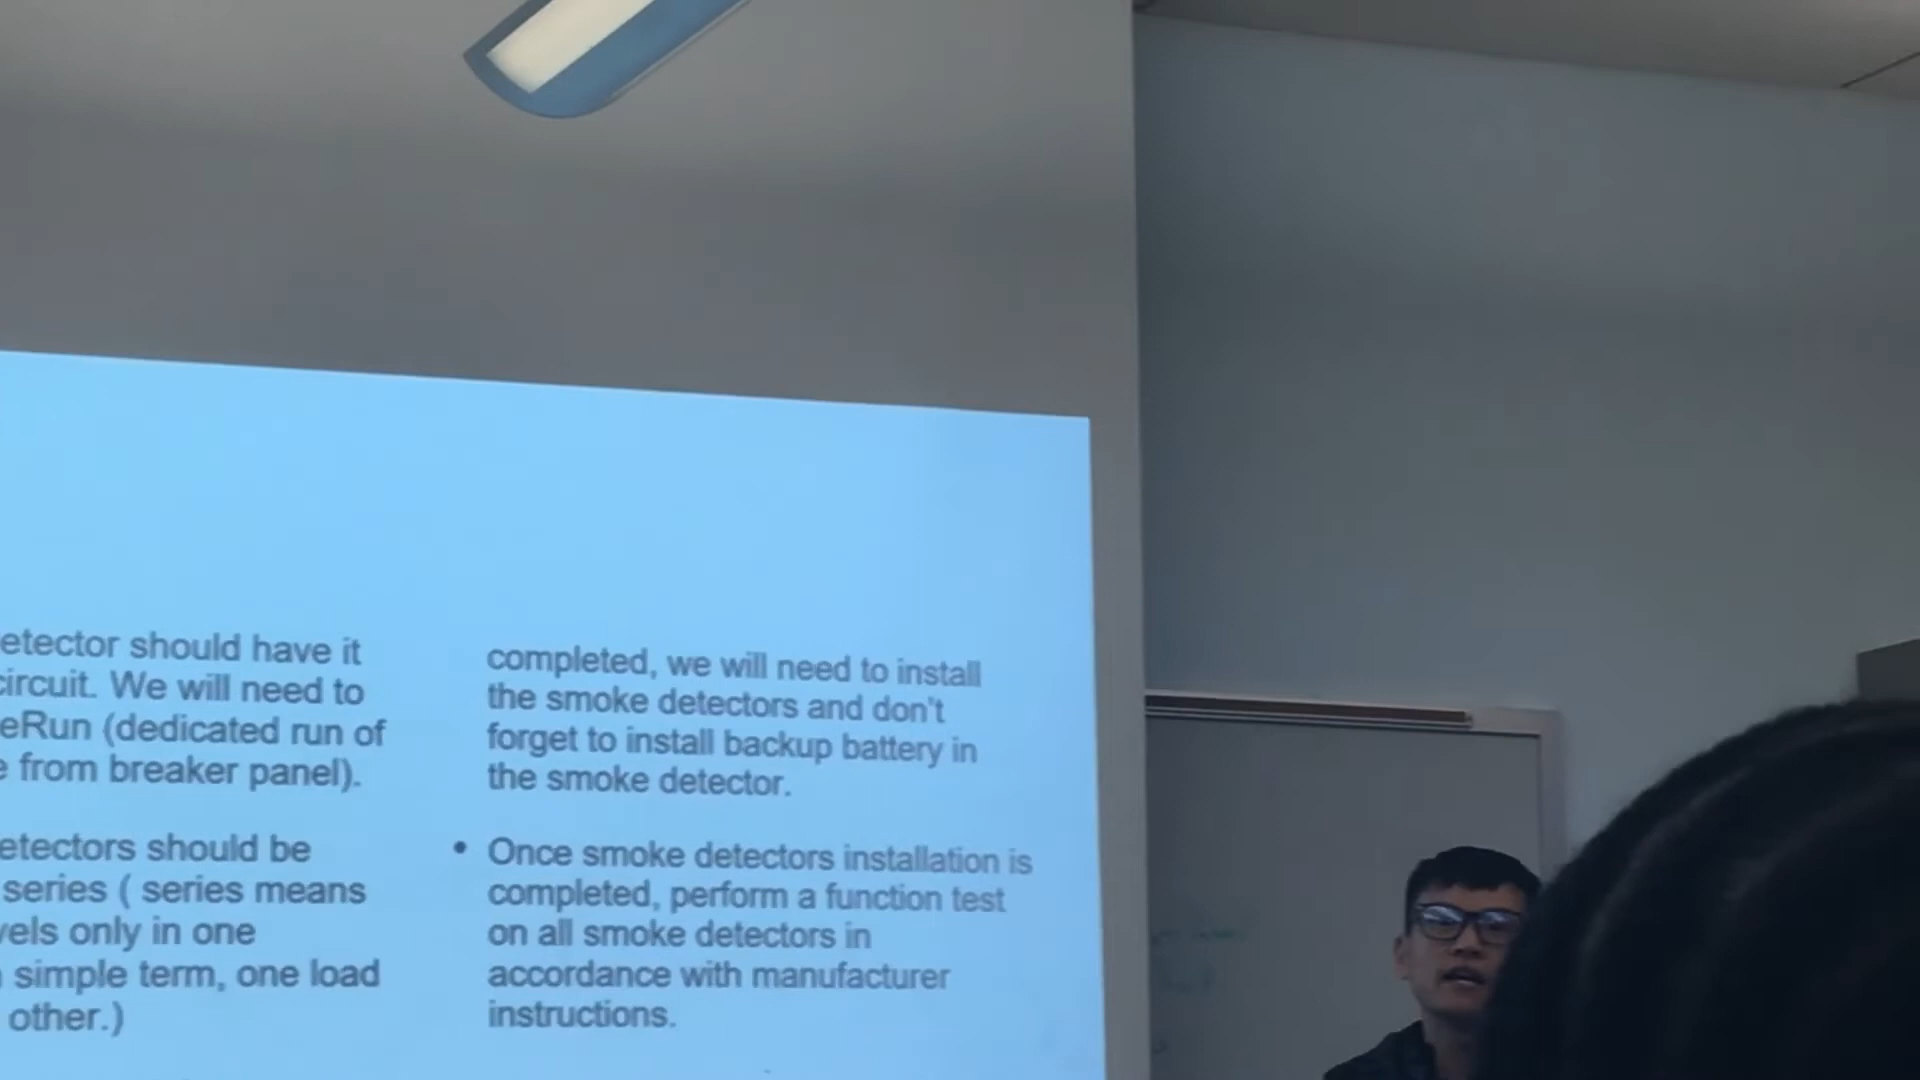 etector should have it
circuit. We will need to
eRun (dedicated run of
e from breaker panel).
etectors should be
series ( series means
vels only in one
simple term, one load
other.)
completed, we will need to install
the smoke detectors and don't
forget to install backup battery in
the smoke detector.
• Once smoke detectors installation is
completed, perform a function test
on all smoke detectors in
accordance with manufacturer
instructions.